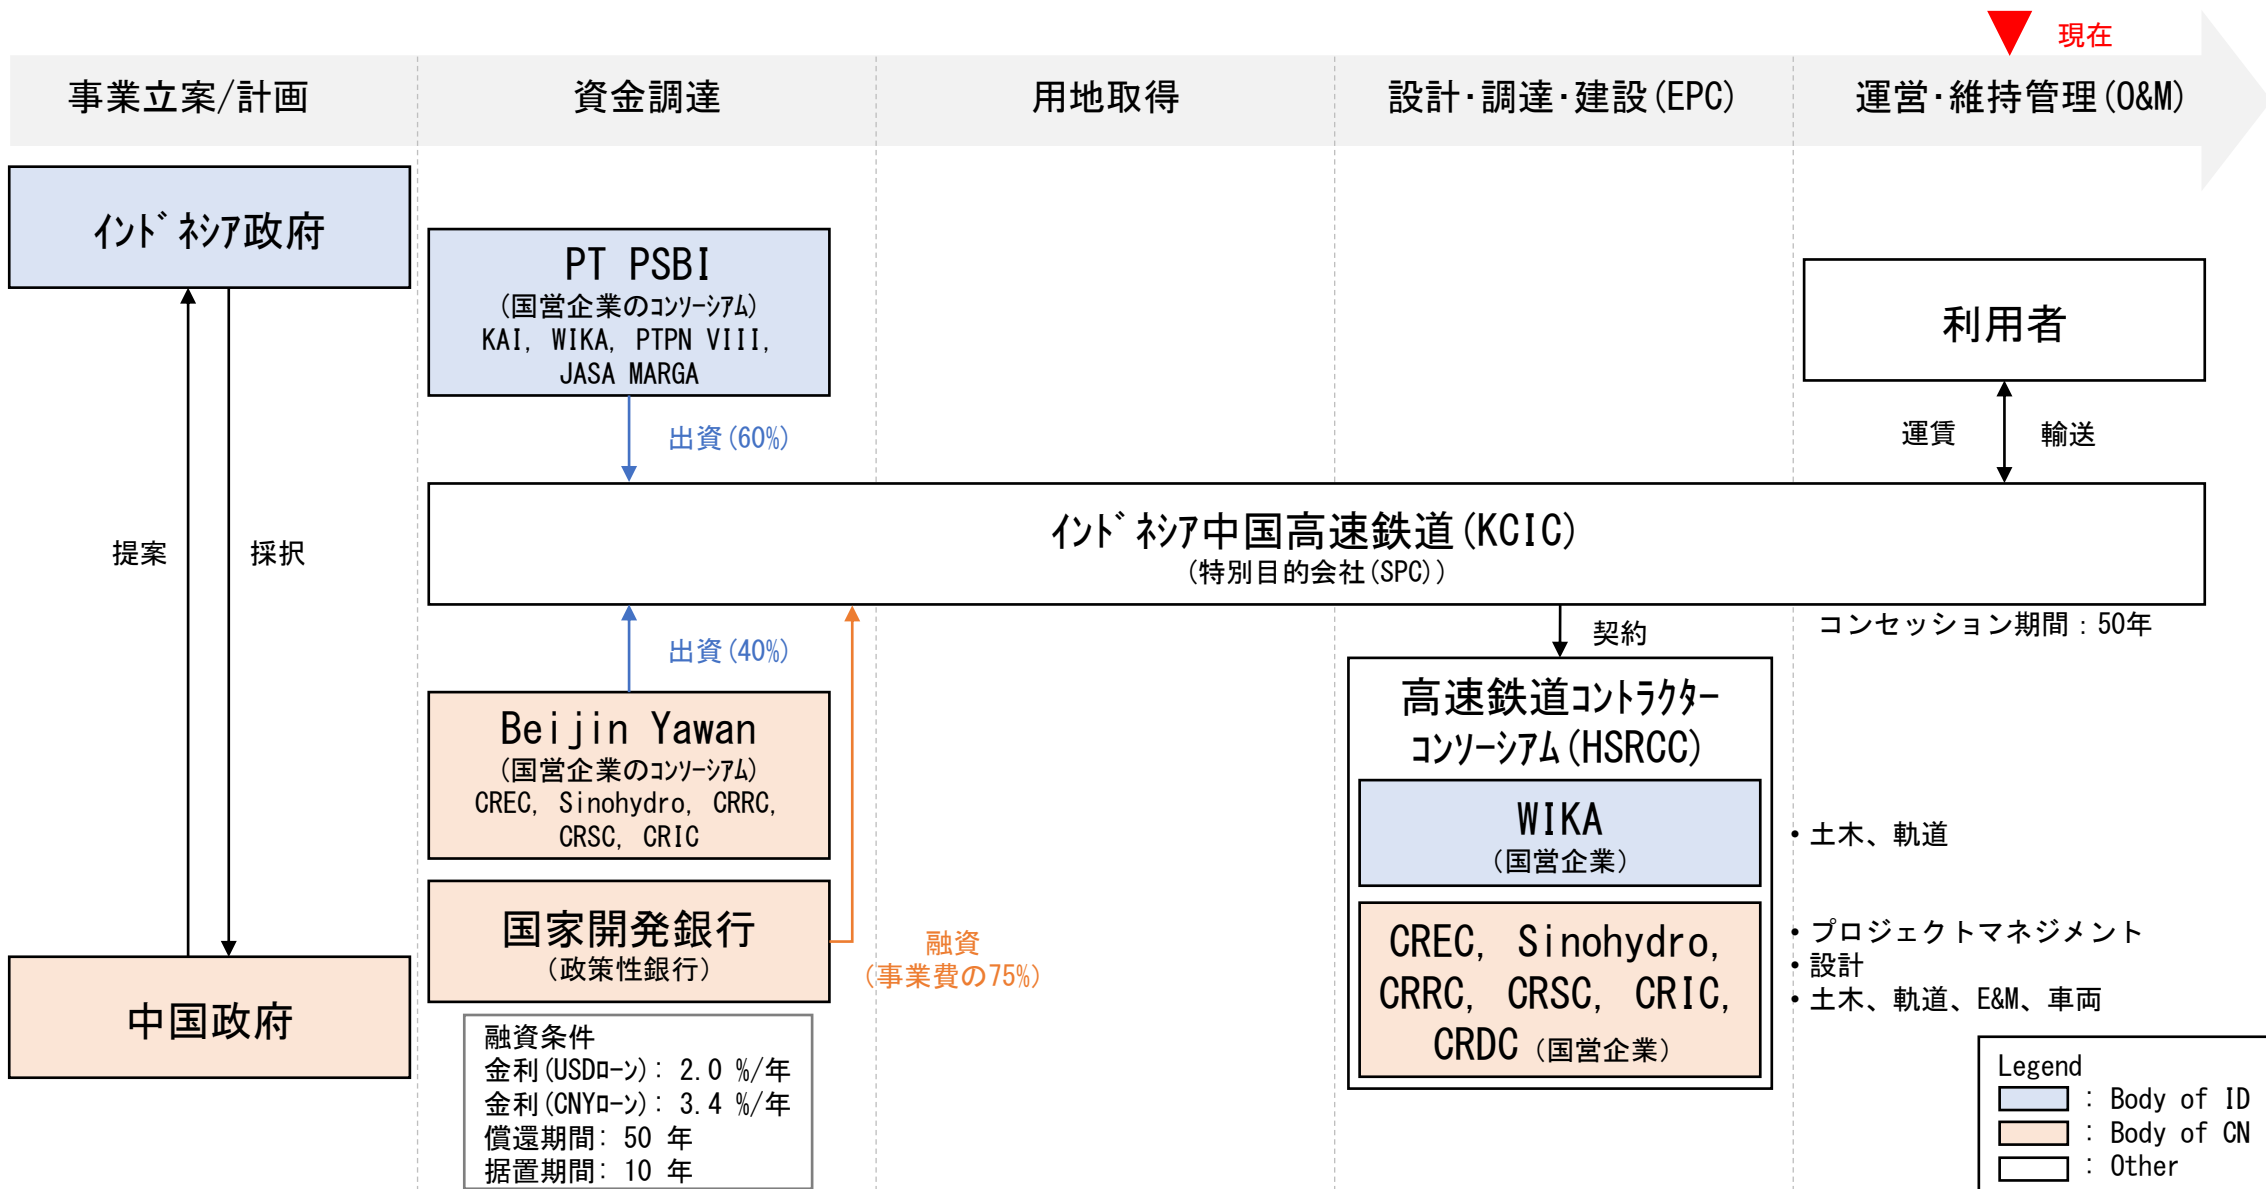 現在
事業立案/計画
資金調達
用地取得
設計・調達・建設(EPC)
運営・維持管理(O&M)
ｲﾝﾄﾞﾈｼｱ政府
提案
採択
中国政府
PT PSBI
(国営企業のｺﾝｿｰｼｱﾑ)
KAI, WIKA, PTPN VIII,
JASA MARGA
出資(60%)
利用者
運賃
輸送
ｲﾝﾄﾞﾈｼｱ中国高速鉄道(KCIC)
(特別目的会社(SPC))
コンセッション期間：50年
出資(40%)
契約
Beijin Yawan
(国営企業のｺﾝｿｰｼｱﾑ)
CREC, Sinohydro, CRRC,
CRSC, CRIC
国家開発銀行
(政策性銀行)
融資
(事業費の75%)
融資条件
金利(USDﾛｰﾝ): 2.0 %/年
金利(CNYﾛｰﾝ): 3.4 %/年
償還期間: 50 年
据置期間: 10 年
高速鉄道ｺﾝﾄﾗｸﾀｰ
ｺﾝｿｰｼｱﾑ(HSRCC)
WIKA
(国営企業)
CREC, Sinohydro,
CRRC, CRSC, CRIC,
CRDC (国営企業)
• 土木、軌道
• プロジェクトマネジメント
• 設計
• 土木、軌道、E&M、車両
Legend
: Body of ID
: Body of CN
: Other